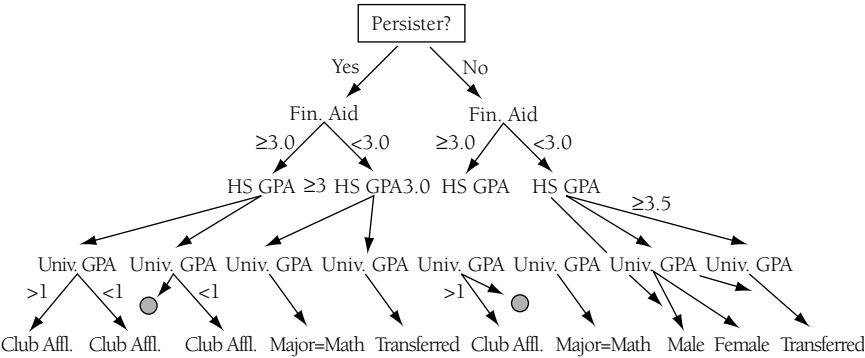 Persister?
Yes No
Fin. Aid Fin. Aid
≥3.0 <3.0 ≥3.0 <3.0
HS GPA ≥3 HS GPA3.0 HS GPA HS GPA
≥3.5
Univ. GPA Univ. GPA Univ. GPA Univ. GPA Univ. GPA Univ. GPA Univ. GPA Univ. GPA
>1 <1 <1 >1
Club Affl. Club Affl. Club Affl. Major=Math Transferred Club Affl. Major=Math Male Female Transferred